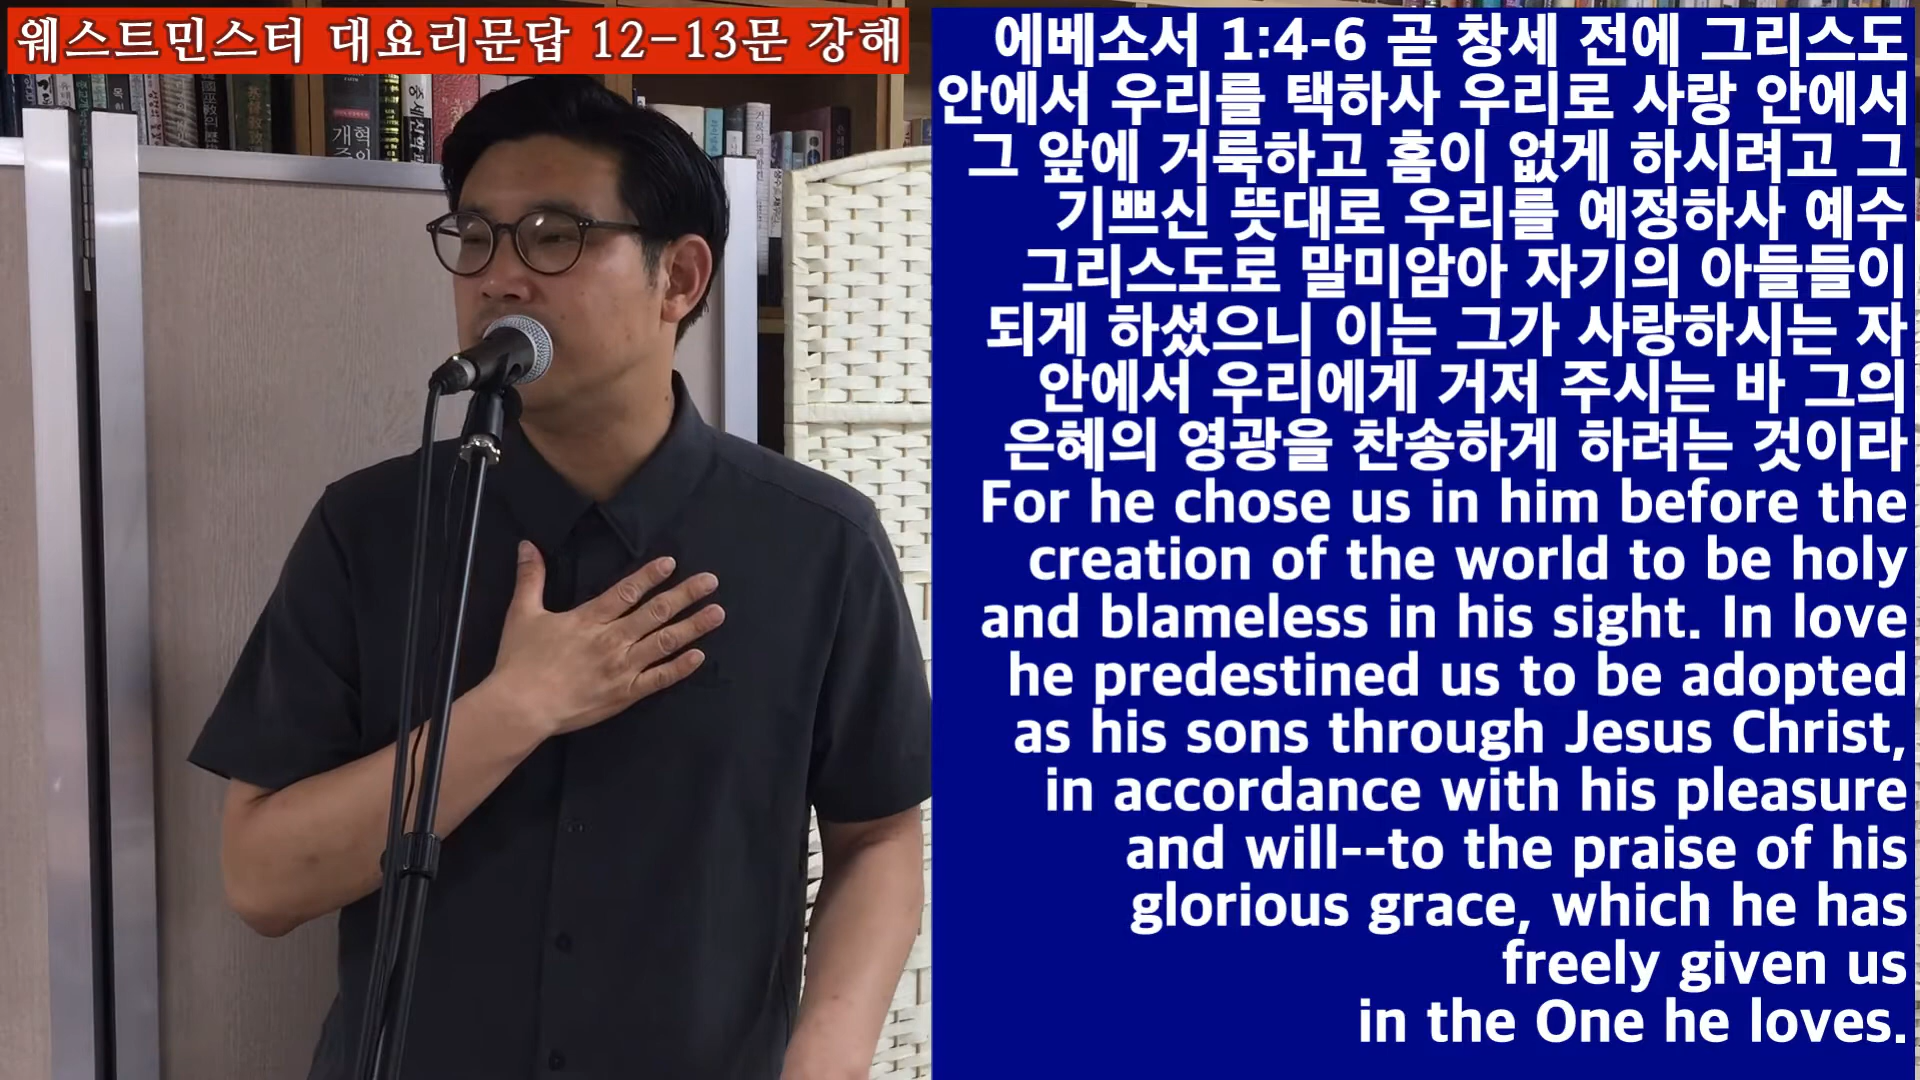 웨스트민스터 대요리문답 12-13문 강해
에베소서 1:4-6 곧 창세 전에 그리스도
안에서 우리를 택하사 우리로 사랑 안에서
그 앞에 거룩하고 흠이 없게 하시려고 그
기쁘신 뜻대로 우리를 예정하사 예수
그리스도로 말미암아 자기의 아들들이
되게 하셨으니 이는 그가 사랑하시는 자
안에서 우리에게 거저 주시는 바 그의
은혜의 영광을 찬송하게 하려는 것이라
For he chose us in him before the
creation of the world to be holy
and blameless in his sight. In love
he predestined us to be adopted
as his sons through Jesus Christ,
in accordance with his pleasure
and will--to the praise of his
glorious grace, which he has
freely given us
in the One he loves.
개혁의